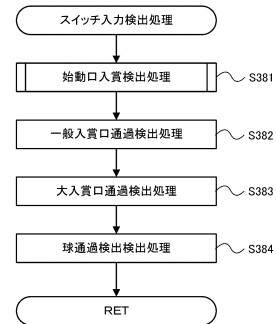 スイッチ入力検出処理
始動口入賞検出処理
S381
一般入賞口通過検出処理
S382
大入賞口通過検出処理
S383
球通過検出検出処理
S384
RET